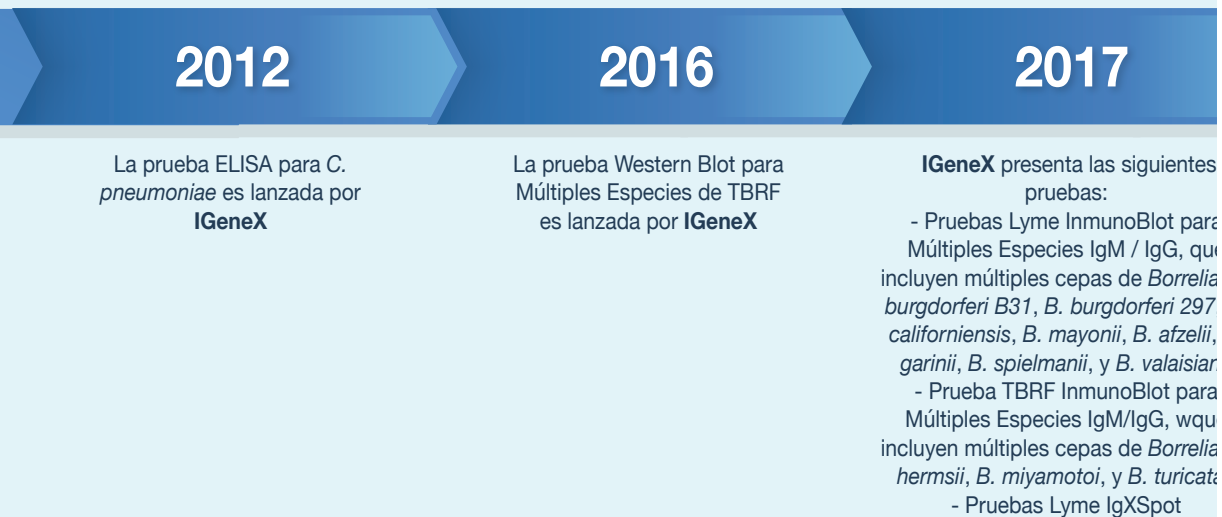 2012
La prueba ELISA para C.
pneumoniae es lanzada por
IGeneX
2016
La prueba Western Blot para
Múltiples Especies de TBRF
es lanzada por IGeneX
2017
IGeneX presenta las siguientes
pruebas:
- Pruebas Lyme InmunoBlot para
Múltiples Especies IgM / IgG, que
incluyen múltiples cepas de Borrelia
burgdorferi B31, B. burgdorferi 297
californiensis, B. mayonii, B. afzelii,
garinii, B. spielmanii, y B.
- Prueba TBRF InmunoBlot para
Múltiples Especies IgM/IgG, wque
incluyen múltiples cepas de Borrelia
hermsii, B. miyamotoi, y B.
- Pruebas Lyme IgXSpot